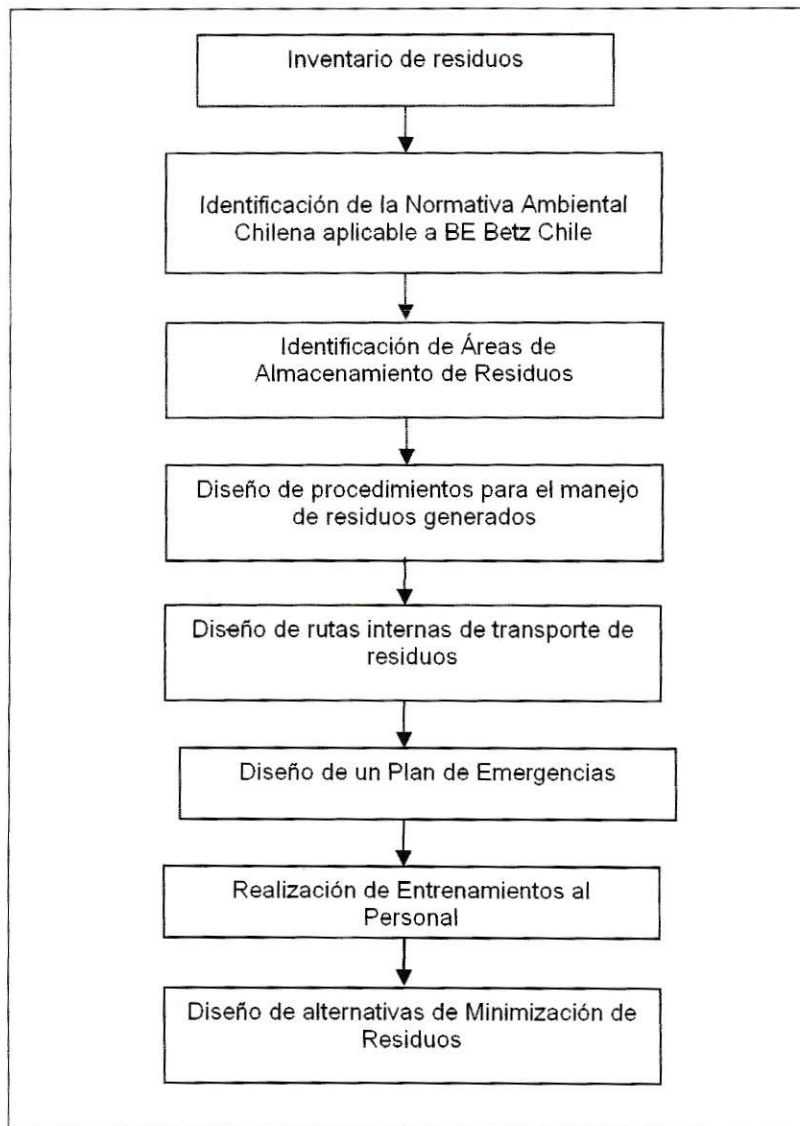 Inventario de residuos
Identificación de la Normativa Ambiental
Chilena aplicable a BE Betz Chile
Identificación de Áreas de
Almacenamiento de Residuos
Diseño de procedimientos para el manejo
de residuos generados
Diseño de rutas internas de transporte de
residuos
Diseño de un Plan de Emergencias
Realización de Entrenamientos al
Personal
Diseño de alternativas de Minimización de
Residuos